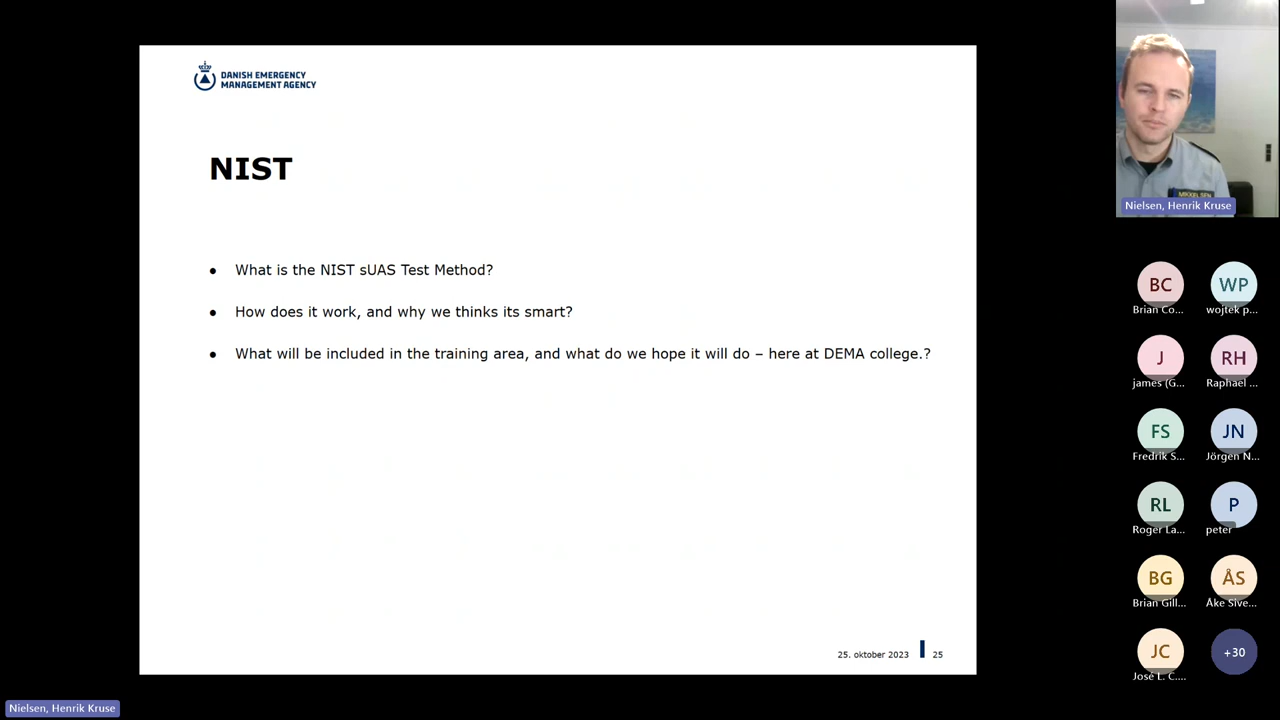 DANISH EMERGENCY
MANAGEMENT AGENCY
NIST
• What is the NIST sUAS Test Method?
• How does it work, and why we thinks its smart?
• What will be included in the training area, and what do we hope it will do – here at DEMA college.?
25. oktober 2023
25
Nielsen, Henrik Kruse
BC
Brian Co...
WP
wojtek p...
J
james (G...
RH
Raphael ...
FS
Fredrik S...
JN
Jörgen N...
RL
Roger La...
P
peter
BG
Brian Gill...
ÅS
Åke Sive...
JC
José L. C....
+30
Nielsen, Henrik Kruse